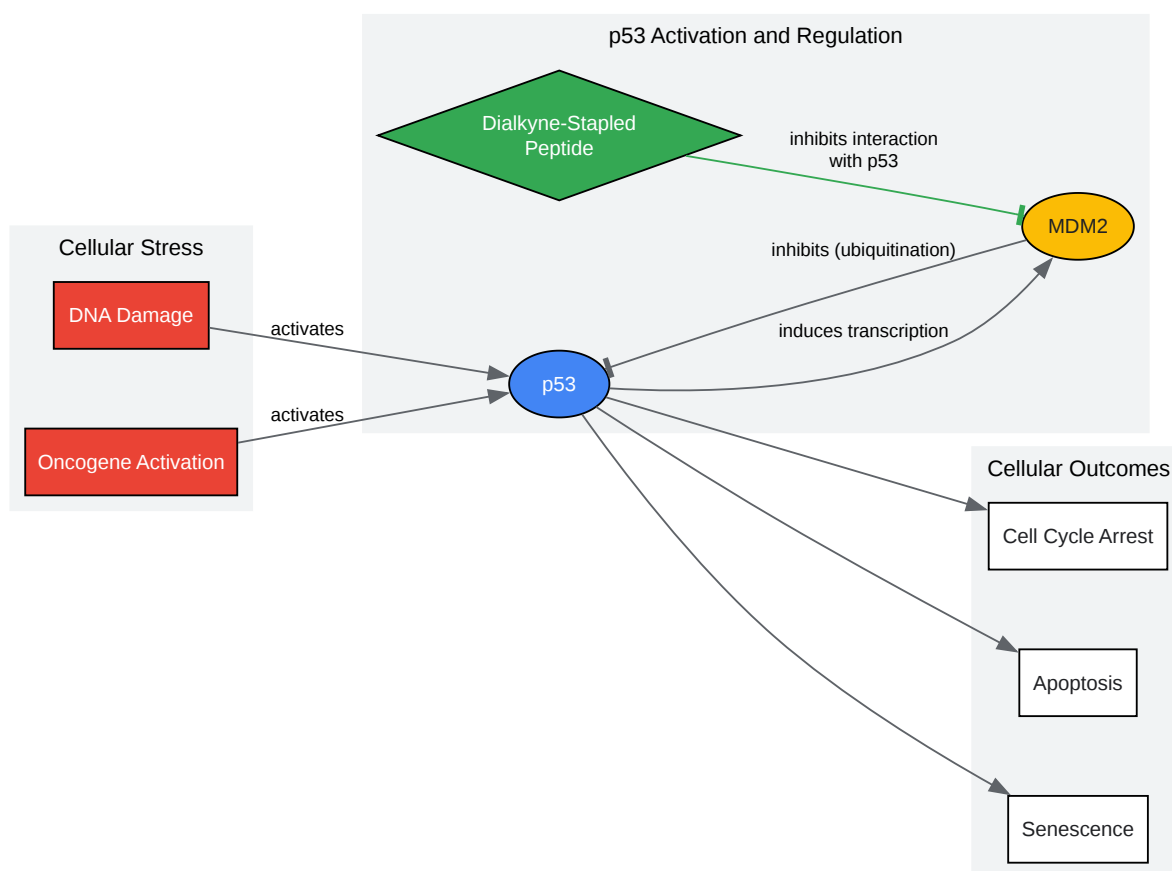 p53 Activation and Regulation
Dialkyne-Stapled
Peptide
inhibits interaction
with p53
MDM2
inhibits (ubiquitination)
induces transcription
Cellular Stress
DNA Damage
activates
p53
activates
Oncogene Activation
Cellular Outcomes
Cell Cycle Arrest
Apoptosis
Senescence